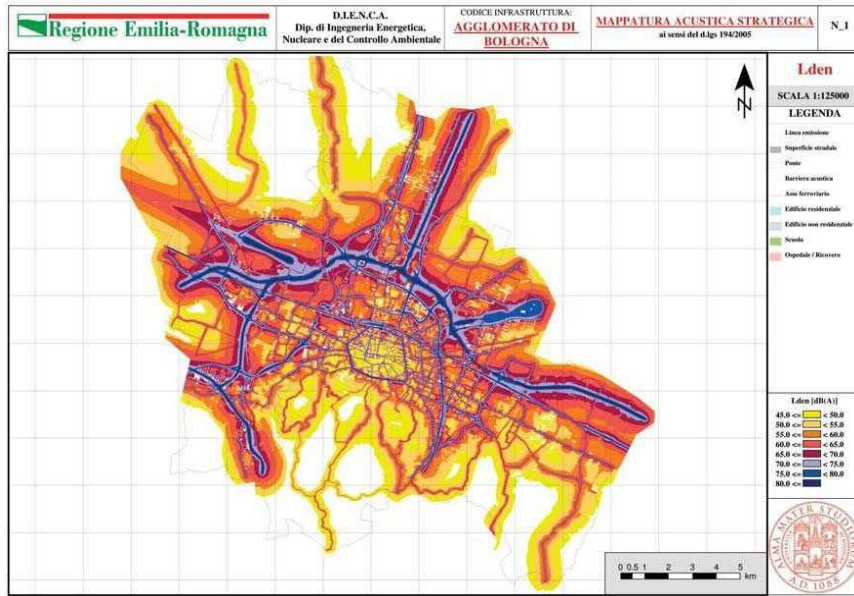 Regione Emilia-Romagna
D.I.E.N.C.A.
Dip. di Ingegneria Energetica,
Nucleare e del Controllo Ambientale
CODICE INFRASTRUTTURA:
AGGLOMERATO DI
BOLOGNA
MAPPATURA ACUSTICA STRATEGICA
ai sensi del d.lgs 194/2005
N_1
N
Lden
SCALA 1:125000
LEGENDA
Linea emissione
Superficie stradale
Ponte
Barriera acustica
Asse ferroviario
Edificio residenziale
Edificio non residenziale
Scuola
Ospedale / Ricovero
Lden [dB(A)]
45.0 <= < 50.0
50.0 <= < 55.0
55.0 <= < 60.0
60.0 <= < 65.0
65.0 <= < 70.0
70.0 <= < 75.0
75.0 <= < 80.0
80.0 <=
0 0.5 1 2 3 4 5
km
ALMA MATER STUDIORUM
A.D. 1088